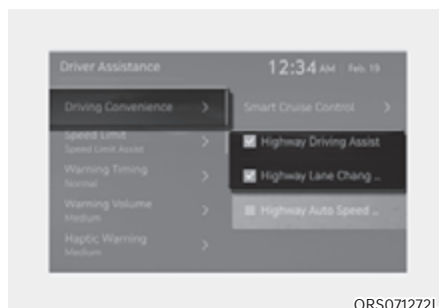 Driver Assistance
12:34 AM Feb. 19
Driving Convenience >
Smart Cruise Control >
Speed Limit
Speed Limit Assist >
Highway Driving Assist
Warning Timing
Normal >
Highway Lane Chang ..
Warning Volume
Medium >
Highway Auto Speed ..
Haptic Warning
Medium >
ORS071272L